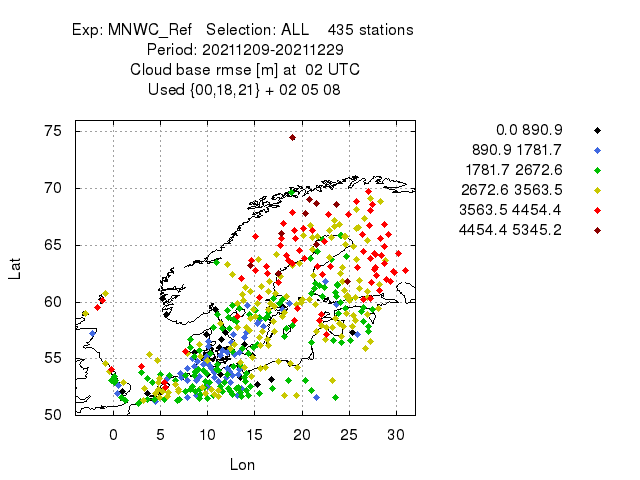 Exp: MNWC_Ref Selection: ALL 435 stations
Period: 20211209-20211229
Cloud base rmse [m] at 02 UTC
Used {00,18,21} + 02 05 08
0.0 890.9
890.9 1781.7
1781.7 2672.6
2672.6 3563.5
3563.5 4454.4
4454.4 5345.2
75
70
65
60
55
50
Lat
0 5 10 15 20 25 30
Lon